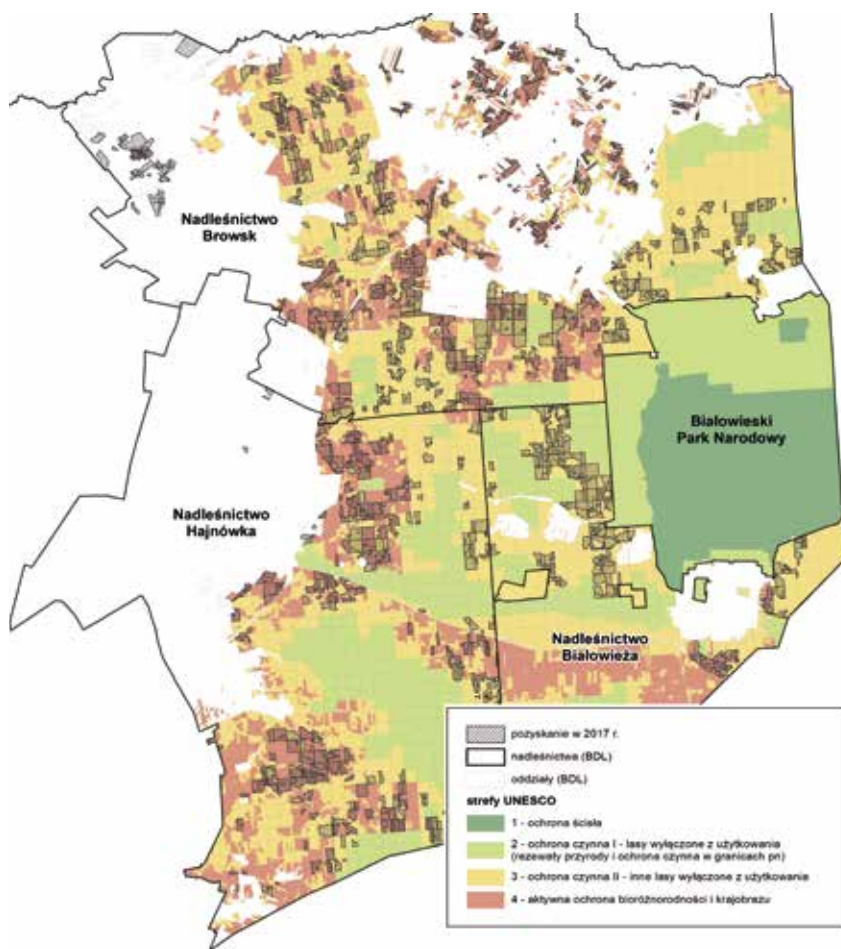 Nadleśnictwo
Browsk
Białowieski
Park Narodowy
Nadleśnictwo
Hajnówka
Nadleśnictwo
Białowieża
pozyskanie w 2017 r.
nadleśnictwa (BDL)
oddziały (BDL)
strefy UNESCO
1 - ochrona ścisła
2 - ochrona czynna I - lasy wyłączone z użytkowania
(rezewały przyrody i ochrona czynna w granicach pn)
3 - ochrona czynna II - inne lasy wyłączone z użytkowania
4 - aktywna ochrona bioróżnorodności i krajobrazu